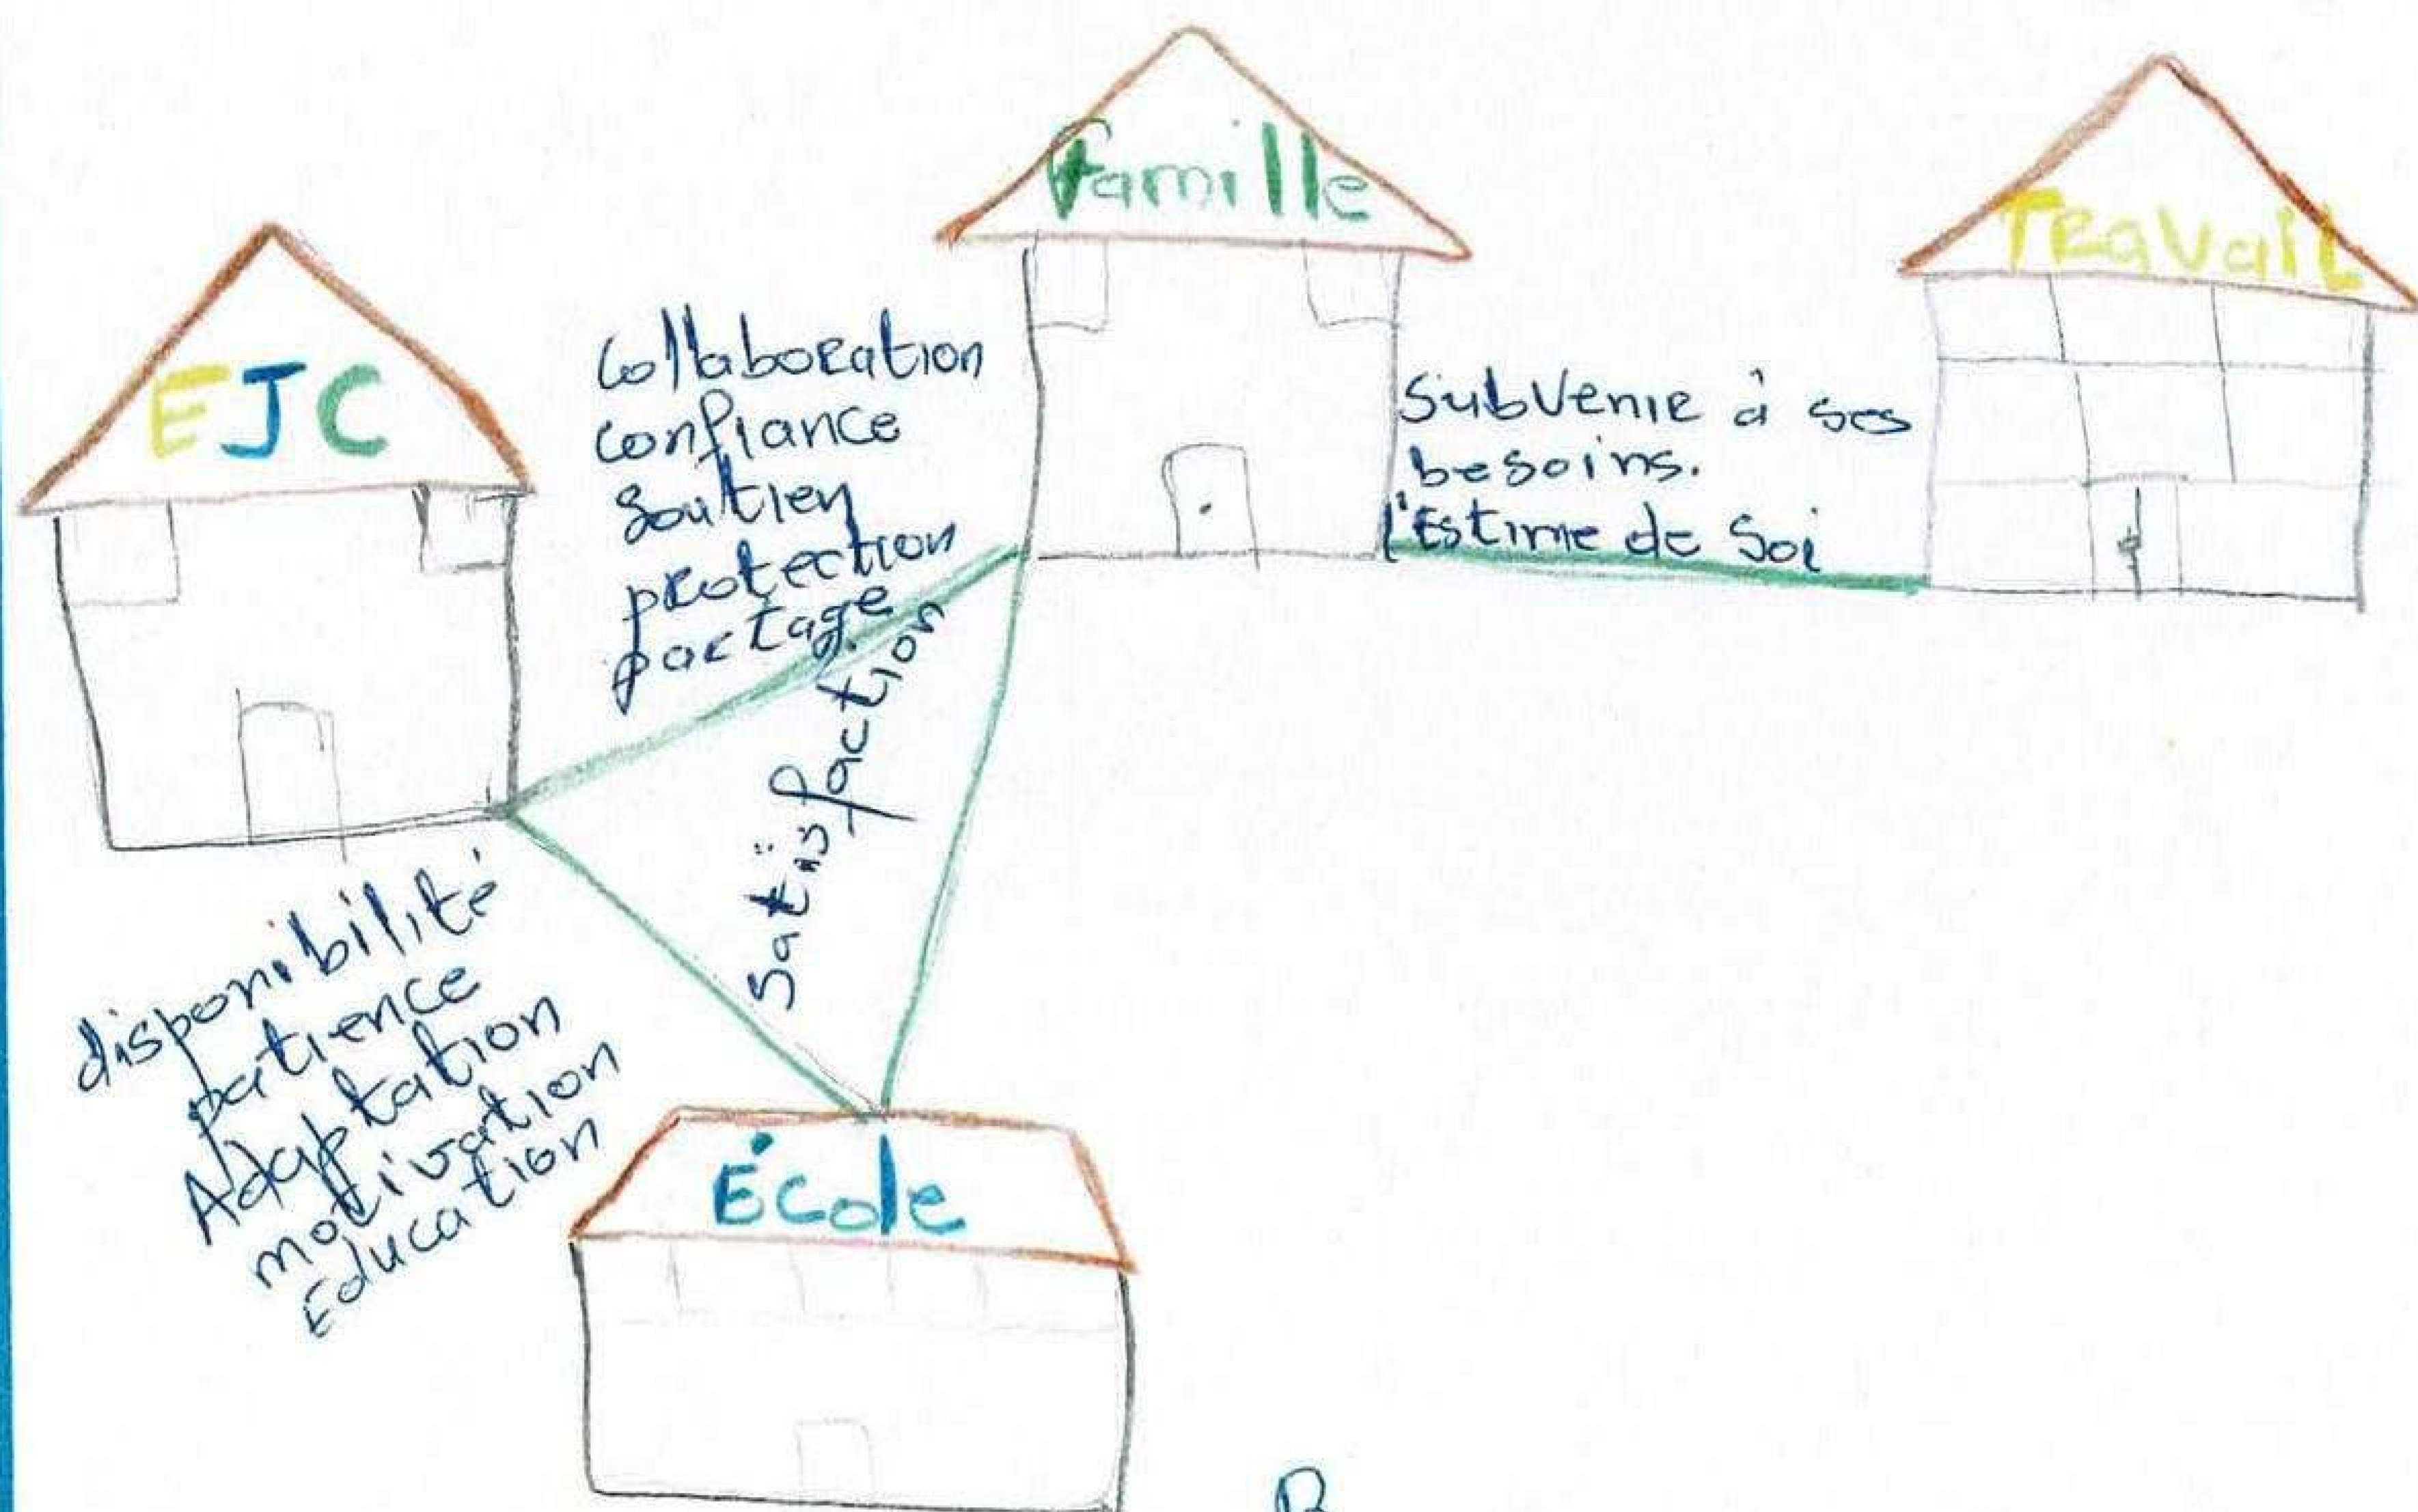 famille
Travail
EJC
Collaboration
confiance
Soutien
protection
partage
Subvenir à ses
besoins.
l'Estime de Soi
Satisfaction
disponibilité
patience
Adaptation
motivation
Education
École